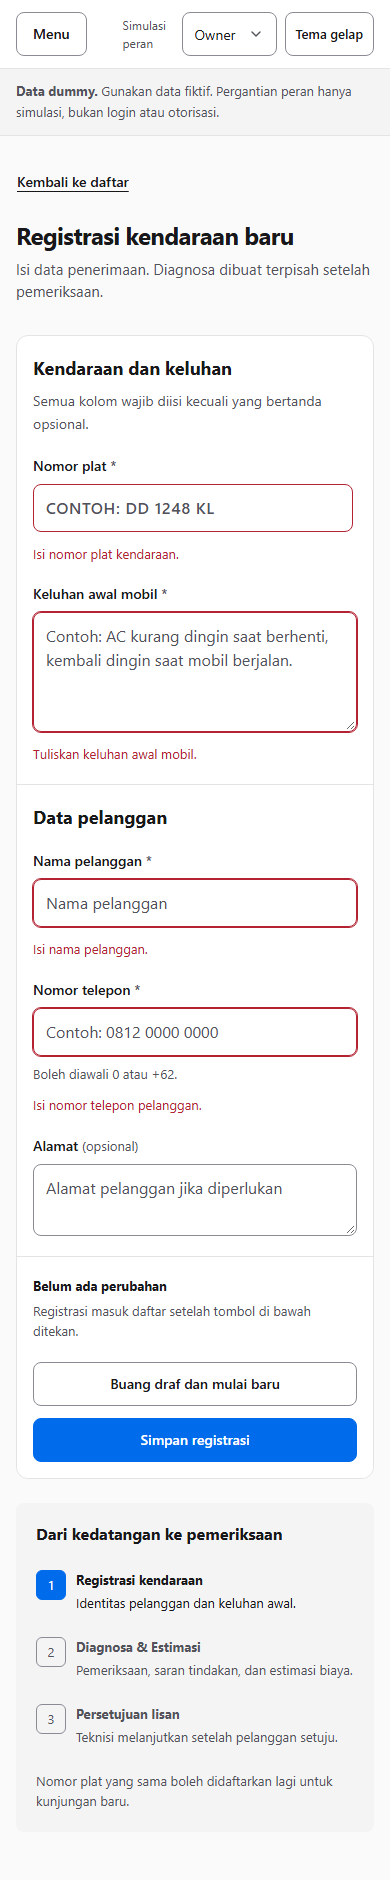 Menu
Simulasi
peran
Owner
Tema gelap
Data dummy. Gunakan data fiktif. Pergantian peran hanya
simulasi, bukan login atau otorisasi.
Kembali ke daftar
Registrasi kendaraan baru
Isi data penerimaan. Diagnosa dibuat terpisah setelah
pemeriksaan.
Kendaraan dan keluhan
Semua kolom wajib diisi kecuali yang bertanda
opsional.
Nomor plat *
CONTOH: DD 1248 KL
Isi nomor plat kendaraan.
Keluhan awal mobil *
Contoh: AC kurang dingin saat berhenti,
kembali dingin saat mobil berjalan.
Tuliskan keluhan awal mobil.
Data pelanggan
Nama pelanggan *
Nama pelanggan
Isi nama pelanggan.
Nomor telepon *
Contoh: 0812 0000 0000
Boleh diawali 0 atau +62.
Isi nomor telepon pelanggan.
Alamat (opsional)
Alamat pelanggan jika diperlukan
Belum ada perubahan
Registrasi masuk daftar setelah tombol di bawah
ditekan.
Buang draf dan mulai baru
Simpan registrasi
Dari kedatangan ke pemeriksaan
1
Registrasi kendaraan
Identitas pelanggan dan keluhan awal.
2
Diagnosa & Estimasi
Pemeriksaan, saran tindakan, dan estimasi biaya.
3
Persetujuan lisan
Teknisi melanjutkan setelah pelanggan setuju.
Nomor plat yang sama boleh didaftarkan lagi untuk
kunjungan baru.